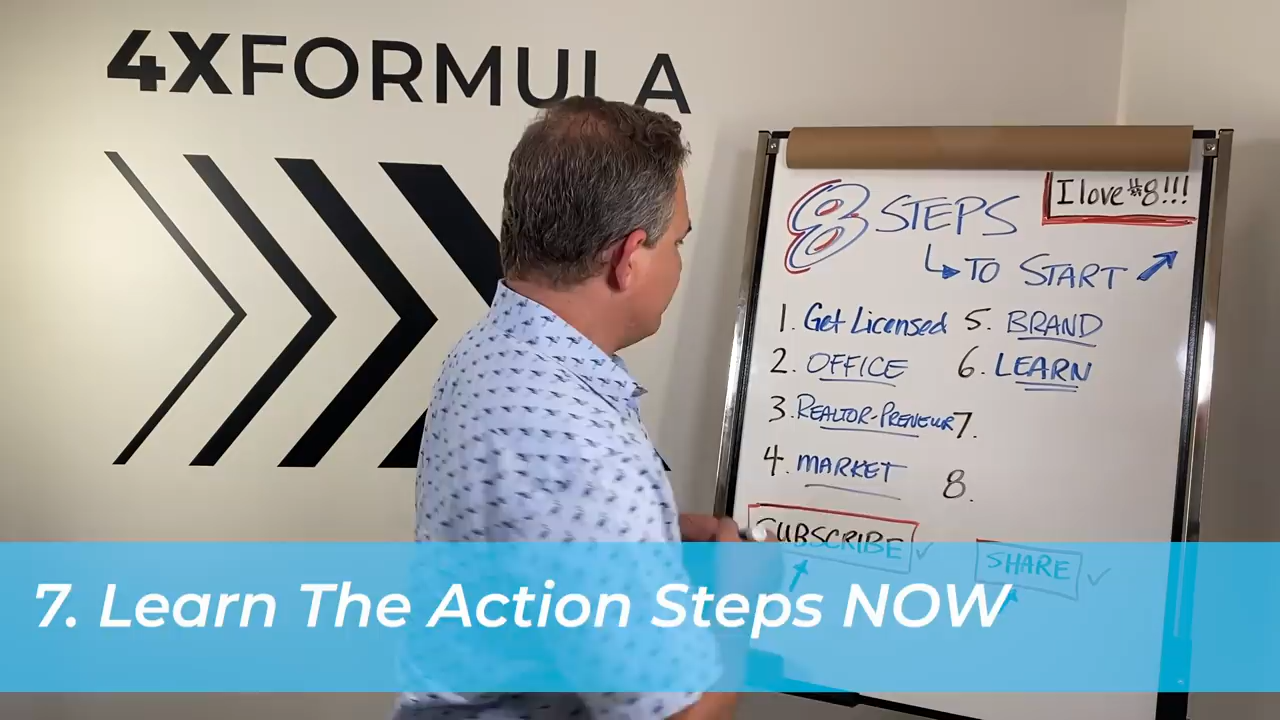 4XFORMULA
I love #8!!!
8 STEPS
TO START
1. Get Licensed
2. OFFICE
3. REALTOR-PRENEUR
4. MARKET
5. BRAND
6. LEARN
7.
8.
SUBSCRIBE
SHARE
7. Learn The Action Steps NOW